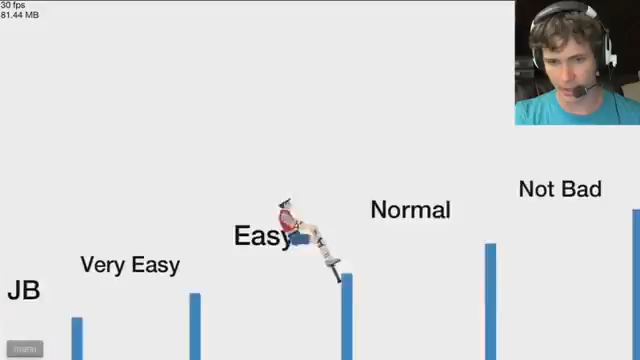 30 fps
81.44 MB
Not Bad
Normal
Easy
Very Easy
JB
menu